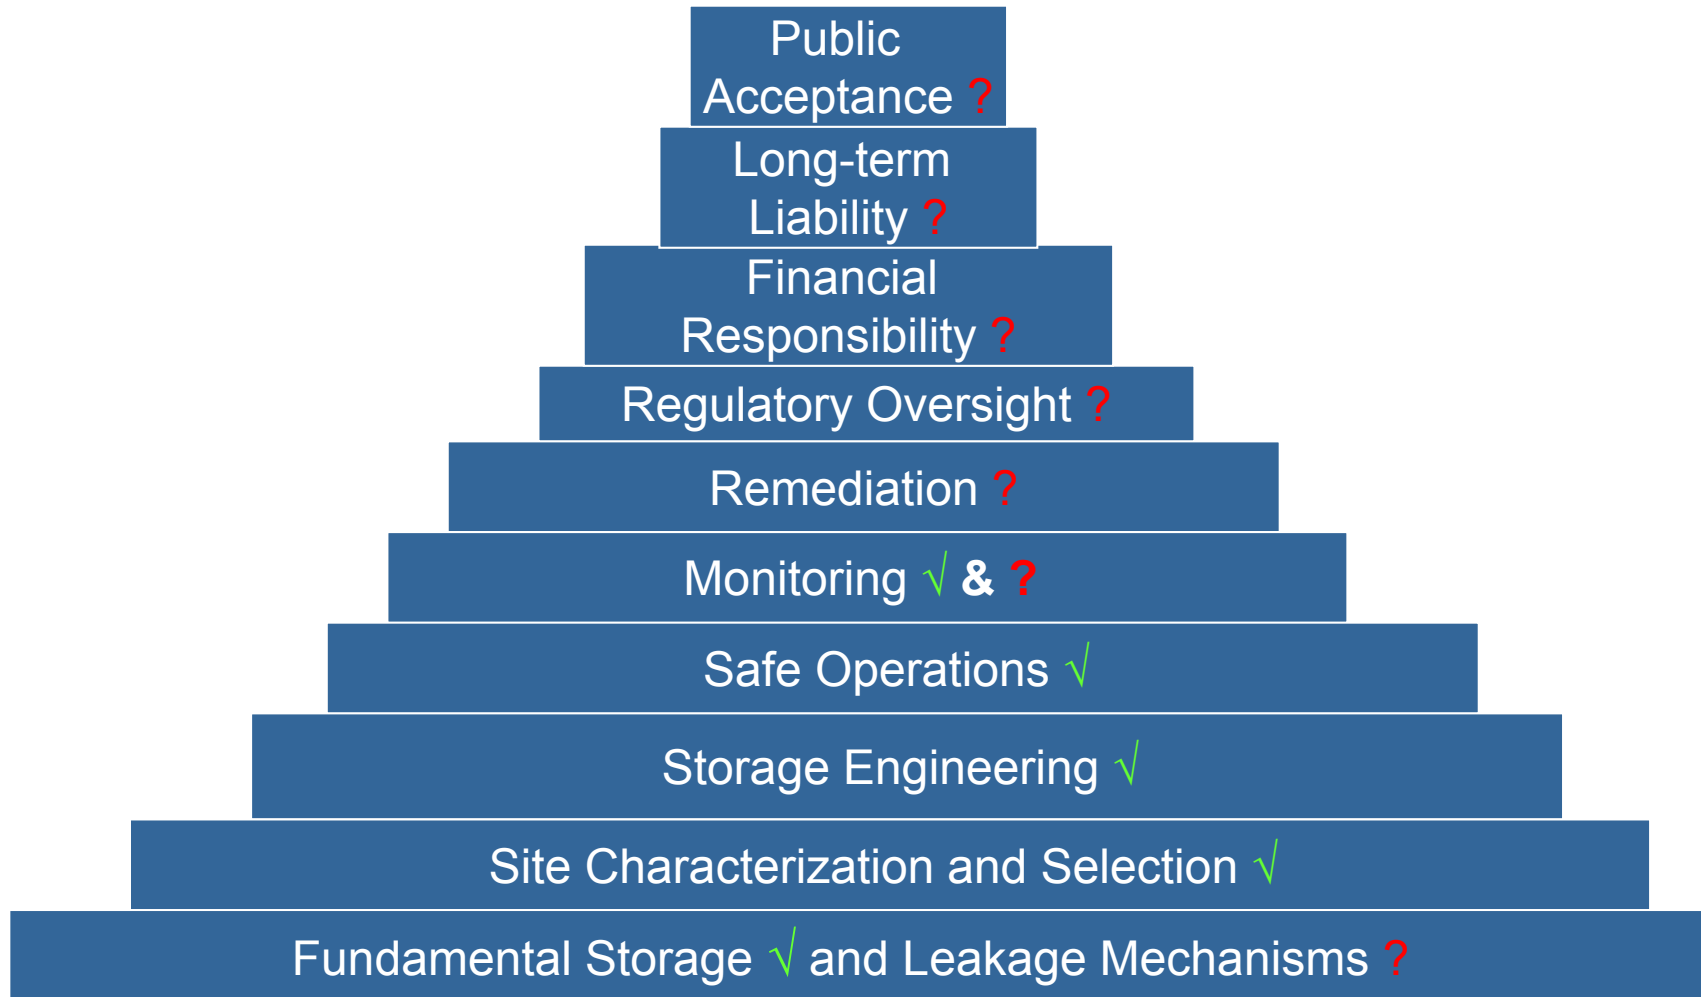 Public
Acceptance ?
Long-term
Liability ?
Financial
Responsibility ?
Regulatory Oversight ?
Remediation ?
Monitoring √ & ?
Safe Operations √
Storage Engineering √
Site Characterization and Selection √
Fundamental Storage √ and Leakage Mechanisms ?